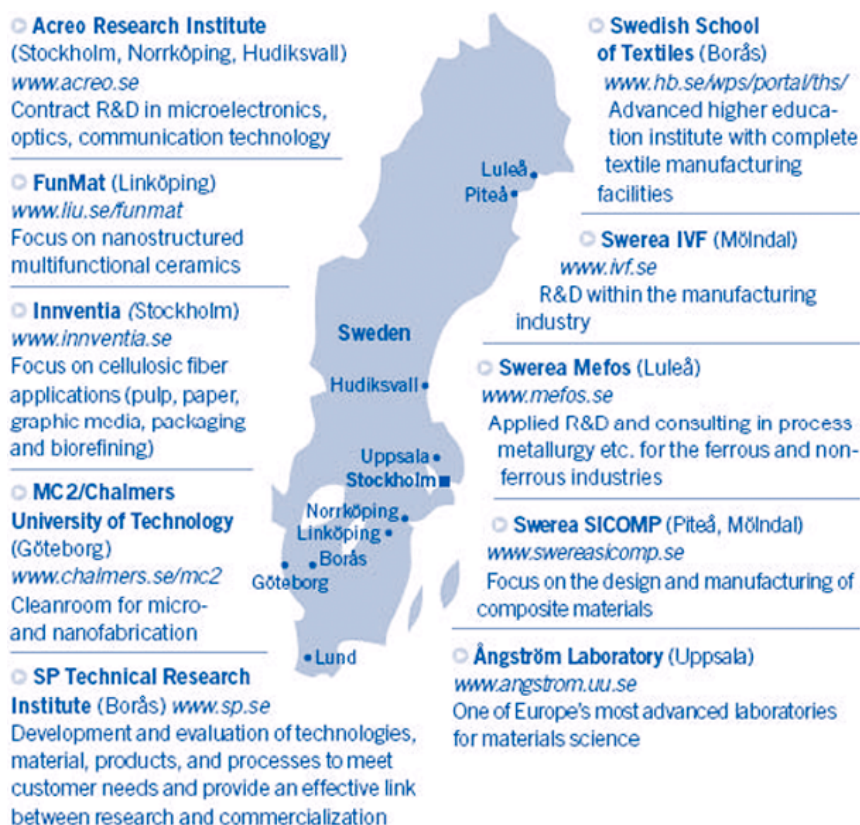 Acreo Research Institute
(Stockholm, Norrköping, Hudiksvall)
www.acreo.se
Contract R&D in microelectronics,
optics, communication technology
FunMat (Linköping)
www.liu.se/funmat
Focus on nanostructured
multifunctional ceramics
Innventia (Stockholm)
www.innventia.se
Focus on cellulosic fiber
applications (pulp, paper,
graphic media, packaging
and biorefining)
MC2/Chalmers
University of Technology
(Göteborg)
www.chalmers.se/mc2
Cleanroom for micro-
and nanofabrication
SP Technical Research
Institute (Borås) www.sp.se
Development and evaluation of technologies,
material, products, and processes to meet
customer needs and provide an effective link
between research and commercialization
Luleå
Piteå
Sweden
Hudiksvall
Uppsala
Stockholm
Norrköping
Linköping
Borås
Göteborg
Lund
Swedish School
of Textiles (Borås)
www.hb.se/wps/portal/ths/
Advanced higher educa-
tion institute with complete
textile manufacturing
facilities
Swerea IVF (Mölndal)
www.ivf.se
R&D within the manufacturing
industry
Swerea Mefos (Luleå)
www.mefos.se
Applied R&D and consulting in process
metallurgy etc. for the ferrous and non-
ferrous industries
Swerea SICOMP (Piteå, Mölndal)
www.swereasicomp.se
Focus on the design and manufacturing of
composite materials
Ångström Laboratory (Uppsala)
www.angstrom.uu.se
One of Europe's most advanced laboratories
for materials science